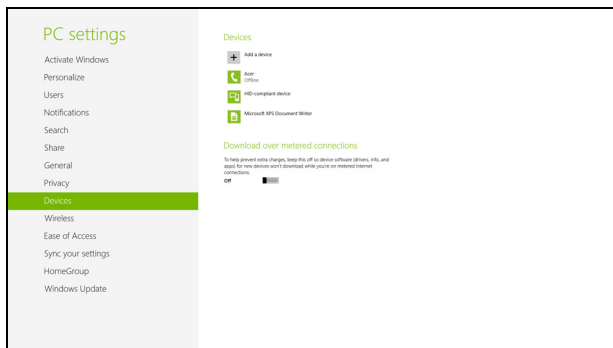 PC settings
Activate Windows
Personalize
Users
Notifications
Search
Share
General
Privacy
Devices
Wireless
Ease of Access
Sync your settings
HomeGroup
Windows Update
Devices
Add a device
Acer
Offline
HID-compliant device
Microsoft XPS Document Writer
Download over metered connections
To help prevent extra charges, keep this off so device software (drivers, info, and
apps) for new devices won't download while you're on metered Internet
connections.
Off